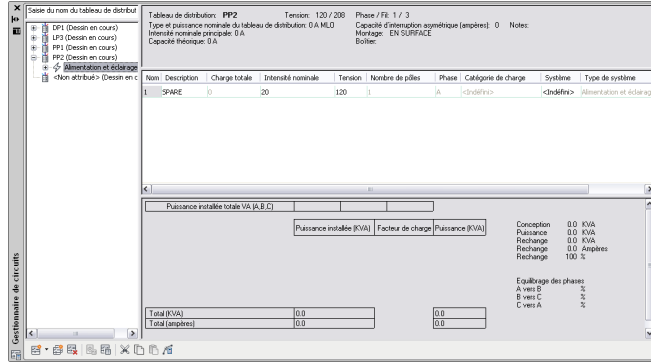 Saisie du nom du tableau de distribut
DP1 (Dessin en cours)
LP3 (Dessin en cours)
PP1 (Dessin en cours)
PP2 (Dessin en cours)
Alimentation et éclairage
<Non attribué> (Dessin en c
Gestionnaire de circuits
Tableau de distribution: PP2 Tension: 120 / 208 Phase / Fil: 1 / 3
Type et puissance nominale du tableau de distribution: 0 A MLO Capacité d'interruption asymétrique (ampères): 0 Notes:
Intensité nominale principale: 0 A Montage: EN SURFACE
Capacité théorique: 0 A Boîtier:
Nom Description Charge totale Intensité nominale Tension Nombre de pôles Phase Catégorie de charge Système Type de système
1 SPARE 0 20 120 1 A <Indéfini> <Indéfini> Alimentation et éclairag
Puissance installée totale VA (A,B,C)
Puissance installée (KVA) Facteur de charge Puissance (KVA)
Conception 0.0 KVA
Puissance 0.0 KVA
Rechange 0.0 KVA
Rechange 0.0 Ampères
Rechange 100 %
Equilibrage des phases
A vers B %
B vers C %
C vers A %
Total (KVA) 0.0 0.0
Total (ampères) 0.0 0.0